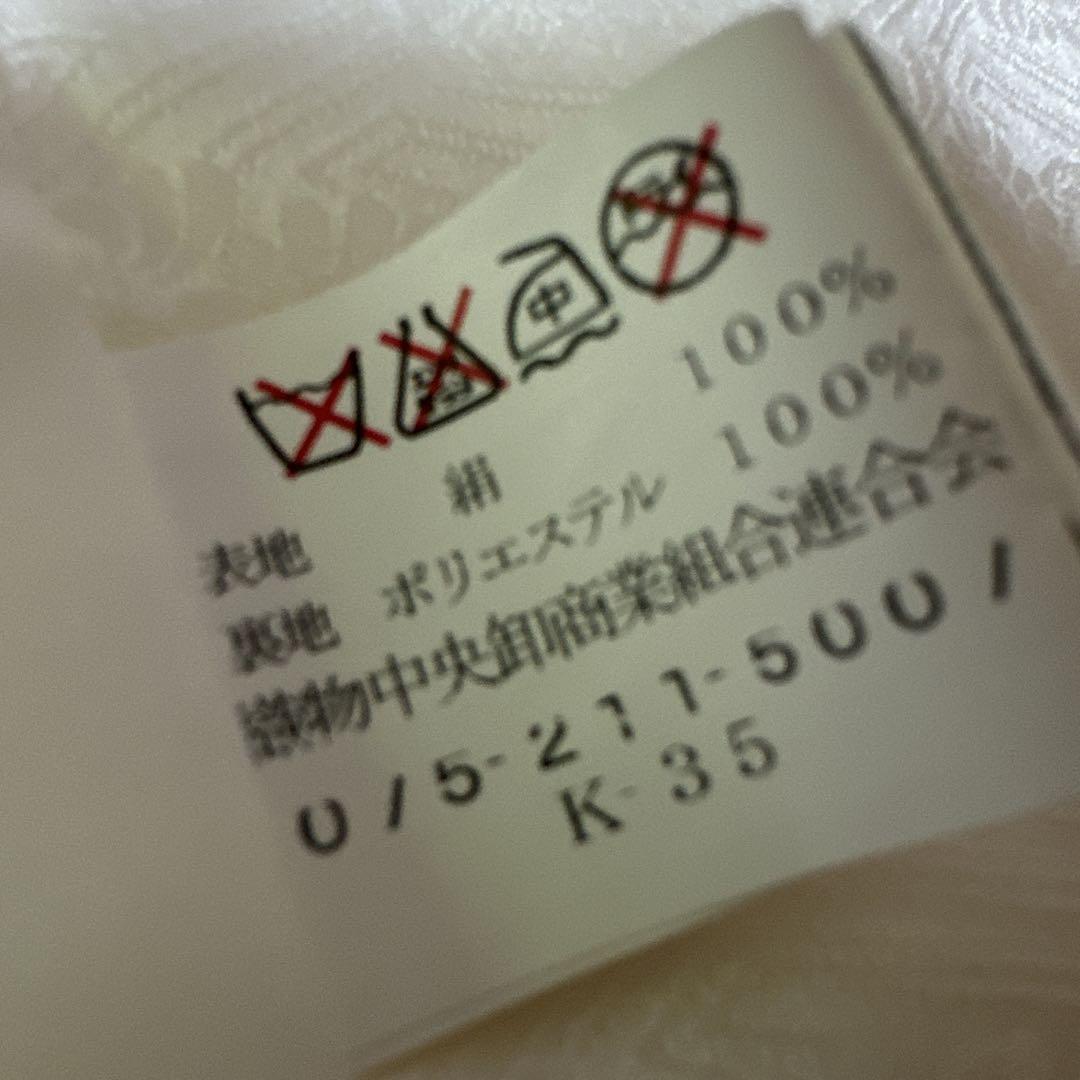 中
表地 絹 100%
裏地 ポリエステル 100%
織物中央卸商業組合連合会
075-211-5007
K-35